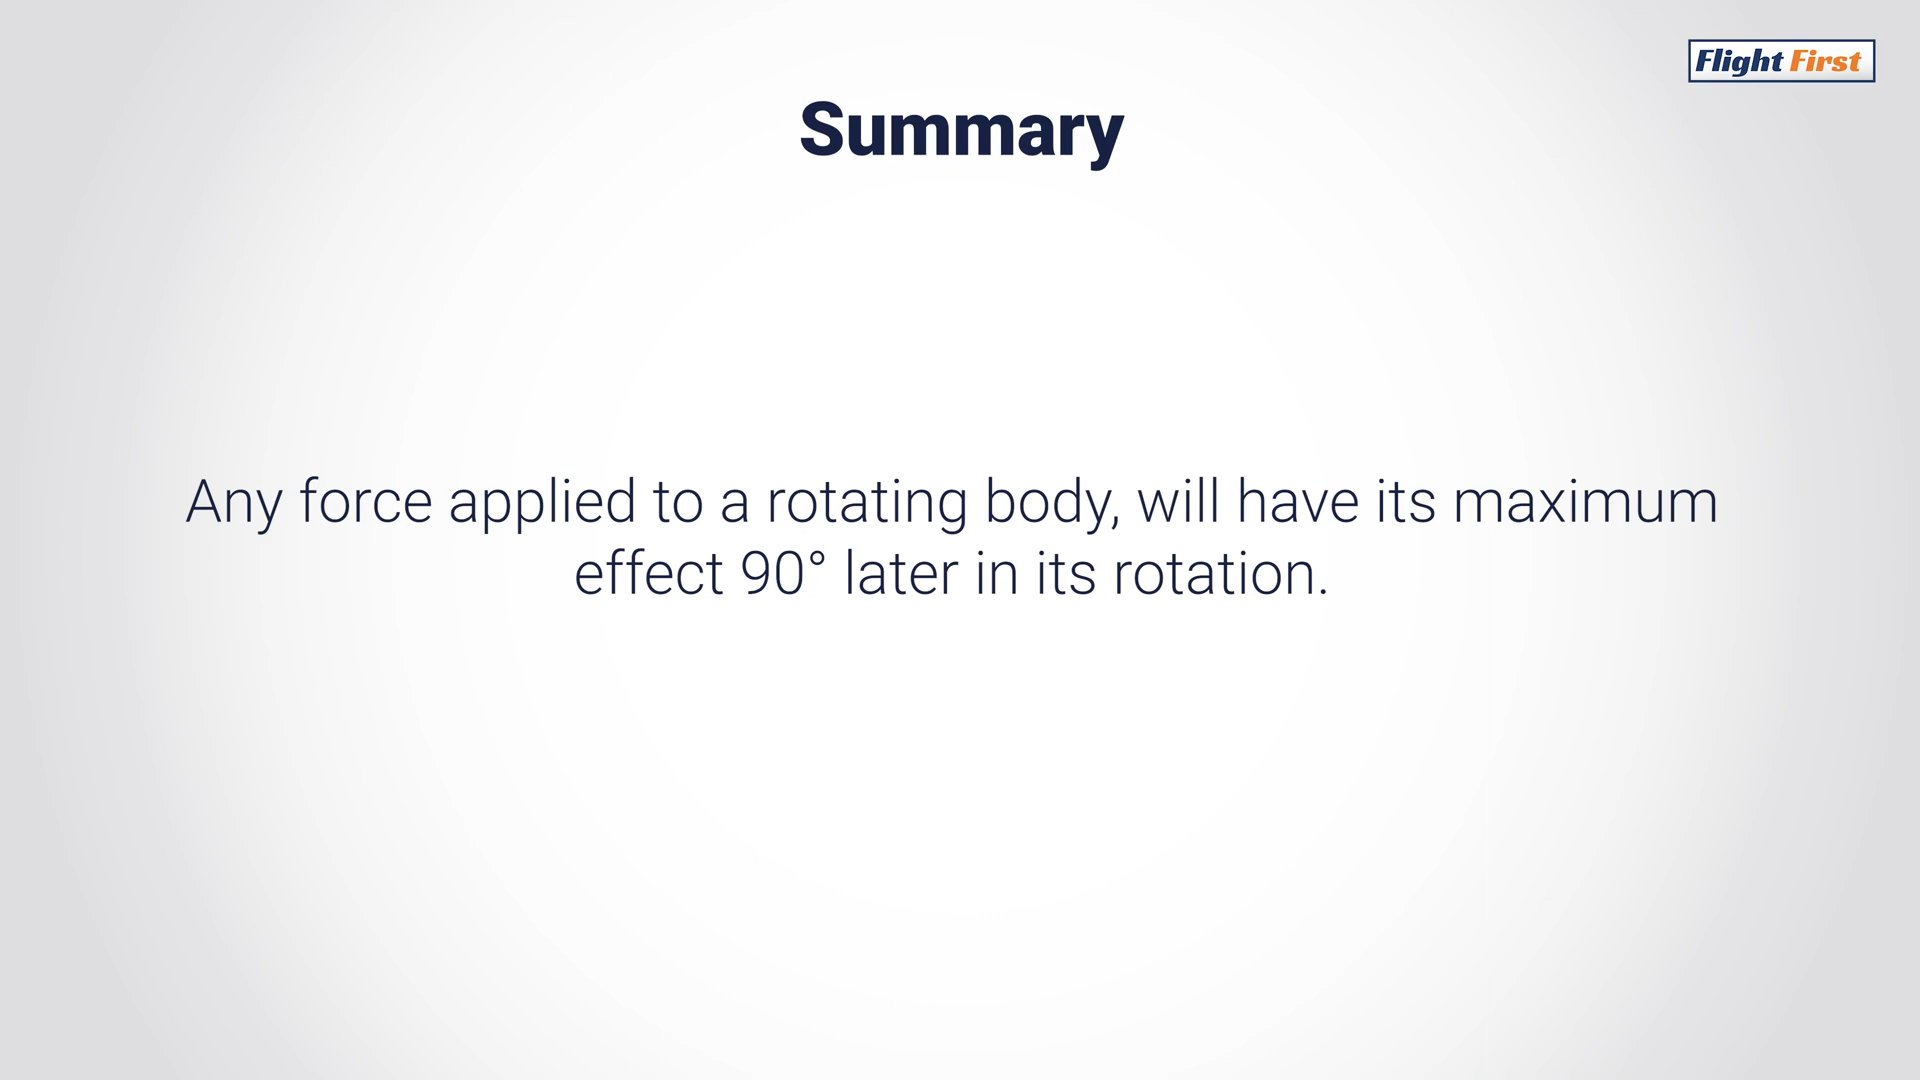 Flight First
Summary
Any force applied to a rotating body, will have its maximum
effect 90° later in its rotation.